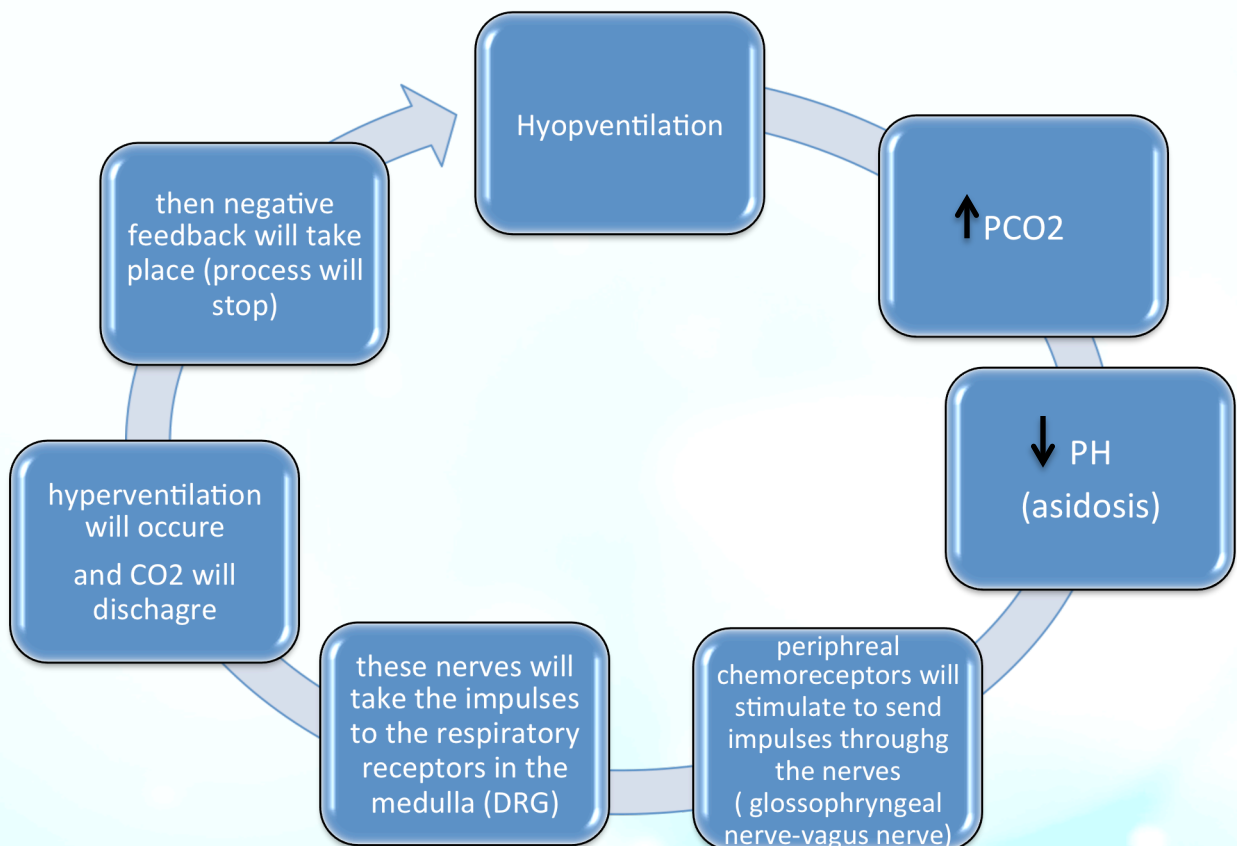 Hyopventilation
PCO2
PH
(asidosis)
periphreal
chemoreceptors will
stimulate to send
impulses throughg
the nerves
( glossophryngeal
nerve-vagus nerve)
these nerves will
take the impulses
to the respiratory
receptors in the
medulla (DRG)
hyperventilation
will occure
and CO2 will
dischagre
then negative
feedback will take
place (process will
stop)